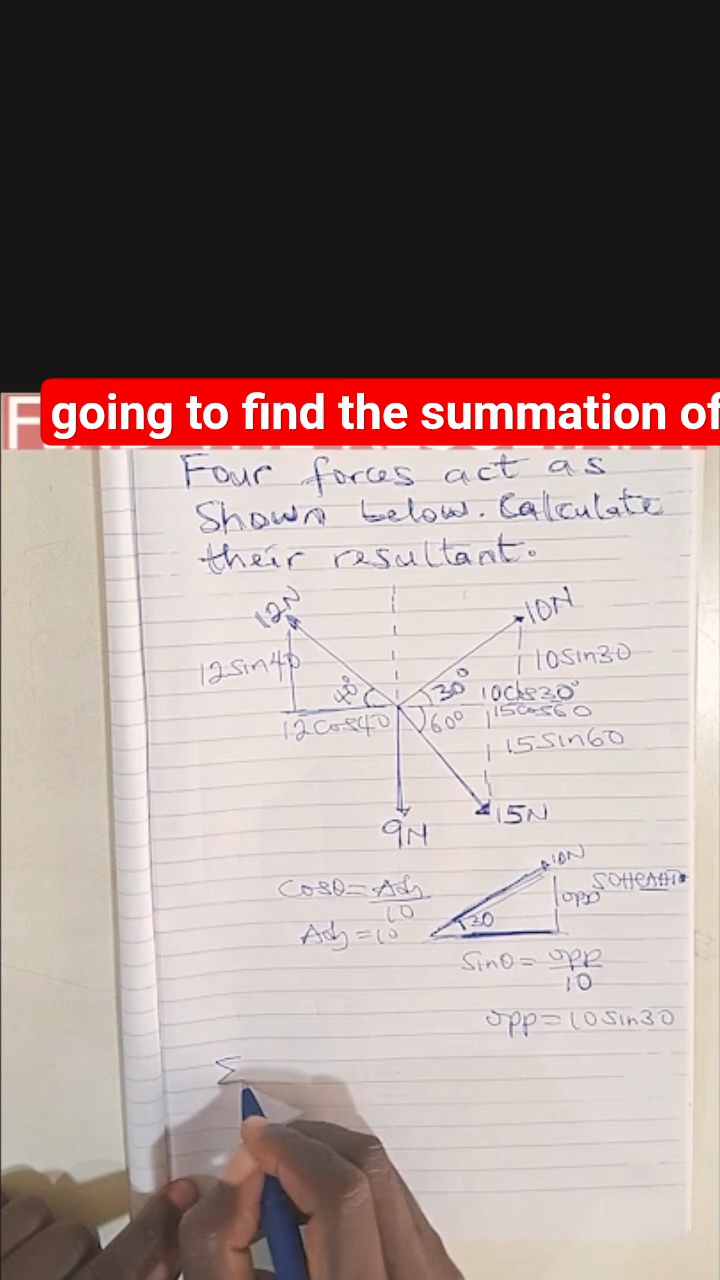 going to find the summation of
Four forces act as
Shown below. Calculate
their resultant.
12N
10N
12Sin40
10Sin30
30°
10Cos30°
12Cos40
60°
15Cos60
15Sin60
9N
15N
10N
Cosθ = Adj
10
opp
30
Adj = 10
Sinθ = opp
10
opp = 10Sin30
Σ